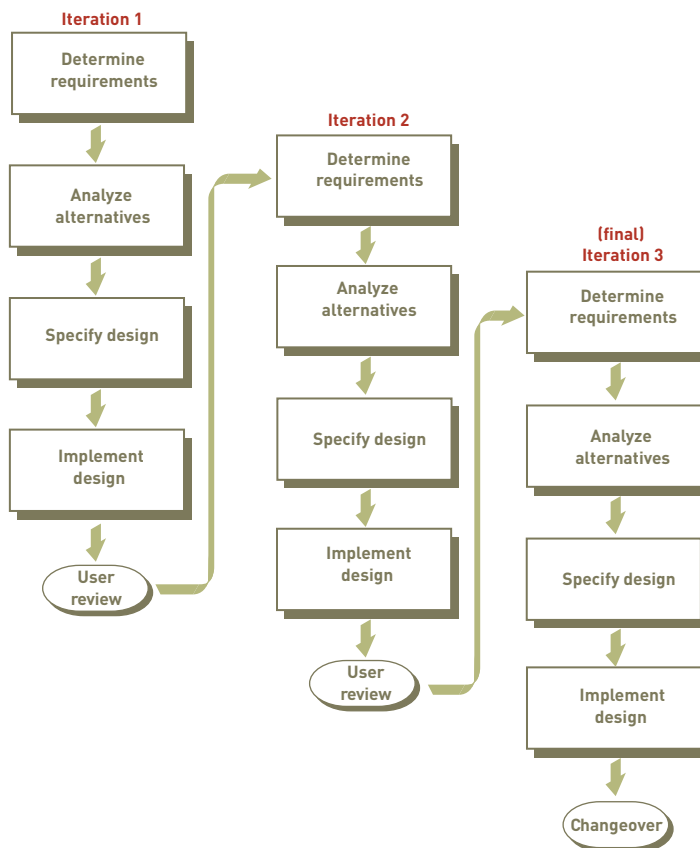 Iteration 1
Determine
requirements
Analyze
alternatives
Specify design
Implement
design
User
review
Iteration 2
Determine
requirements
Analyze
alternatives
Specify design
Implement
design
User
review
(final)
Iteration 3
Determine
requirements
Analyze
alternatives
Specify design
Implement
design
Changeover